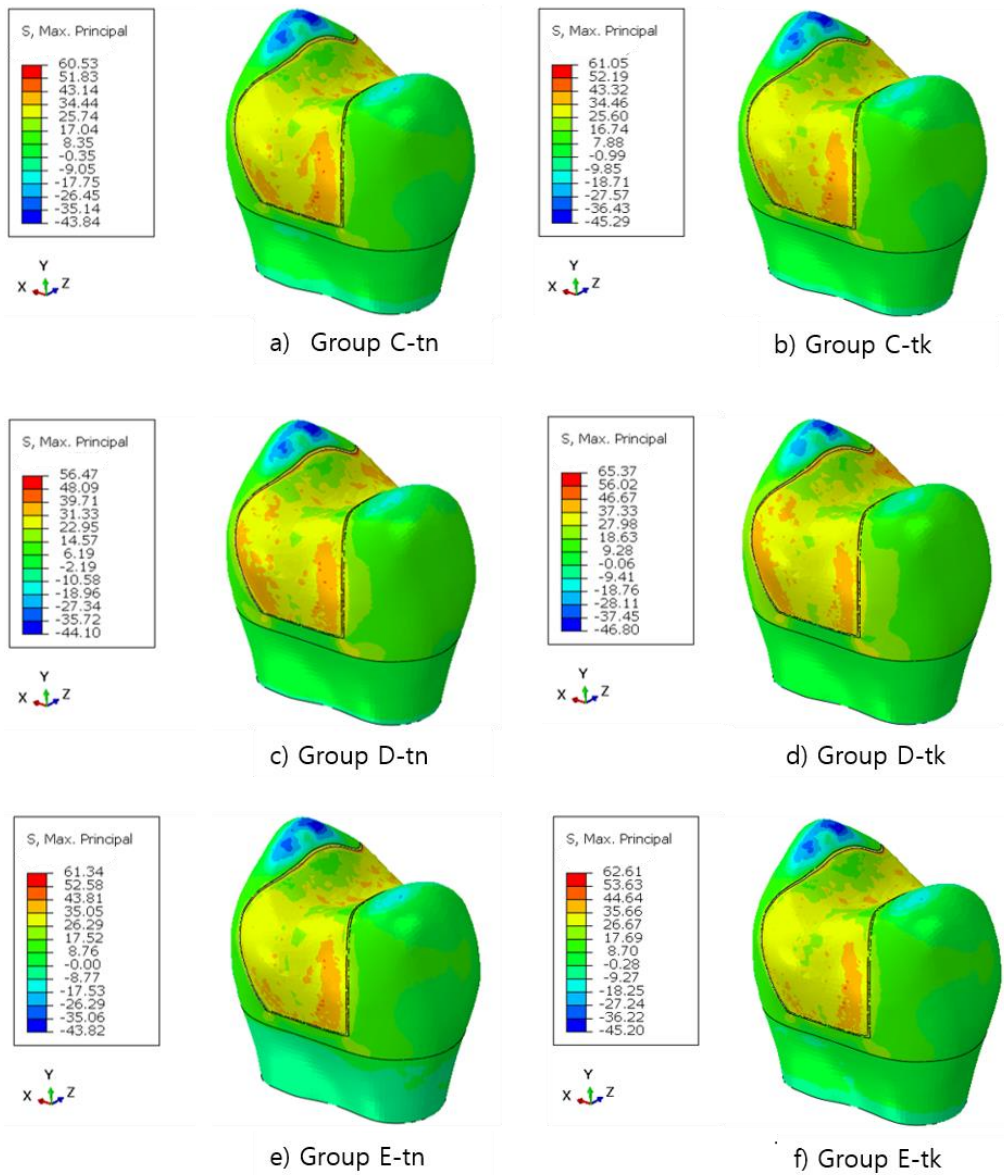 S, Max. Principal
60.53
51.83
43.14
34.44
25.74
17.04
8.35
-0.35
-9.05
-17.75
-26.45
-35.14
-43.84
Y
X
Z
a) Group C-tn
S, Max. Principal
61.05
52.19
43.32
34.46
25.60
16.74
7.88
-0.99
-9.85
-18.71
-27.57
-36.43
-45.29
Y
X
Z
b) Group C-tk
S, Max. Principal
56.47
48.09
39.71
31.33
22.95
14.57
6.19
-2.19
-10.58
-18.96
-27.34
-35.72
-44.10
Y
X
Z
c) Group D-tn
S, Max. Principal
65.37
56.02
46.67
37.33
27.98
18.63
9.28
-0.06
-9.41
-18.76
-28.11
-37.45
-46.80
Y
X
Z
d) Group D-tk
S, Max. Principal
61.34
52.58
43.81
35.05
26.29
17.52
8.76
-0.00
-8.77
-17.53
-26.29
-35.06
-43.82
Y
X
Z
e) Group E-tn
S, Max. Principal
62.61
53.63
44.64
35.66
26.67
17.69
8.70
-0.28
-9.27
-18.25
-27.24
-36.22
-45.20
Y
X
Z
f) Group E-tk